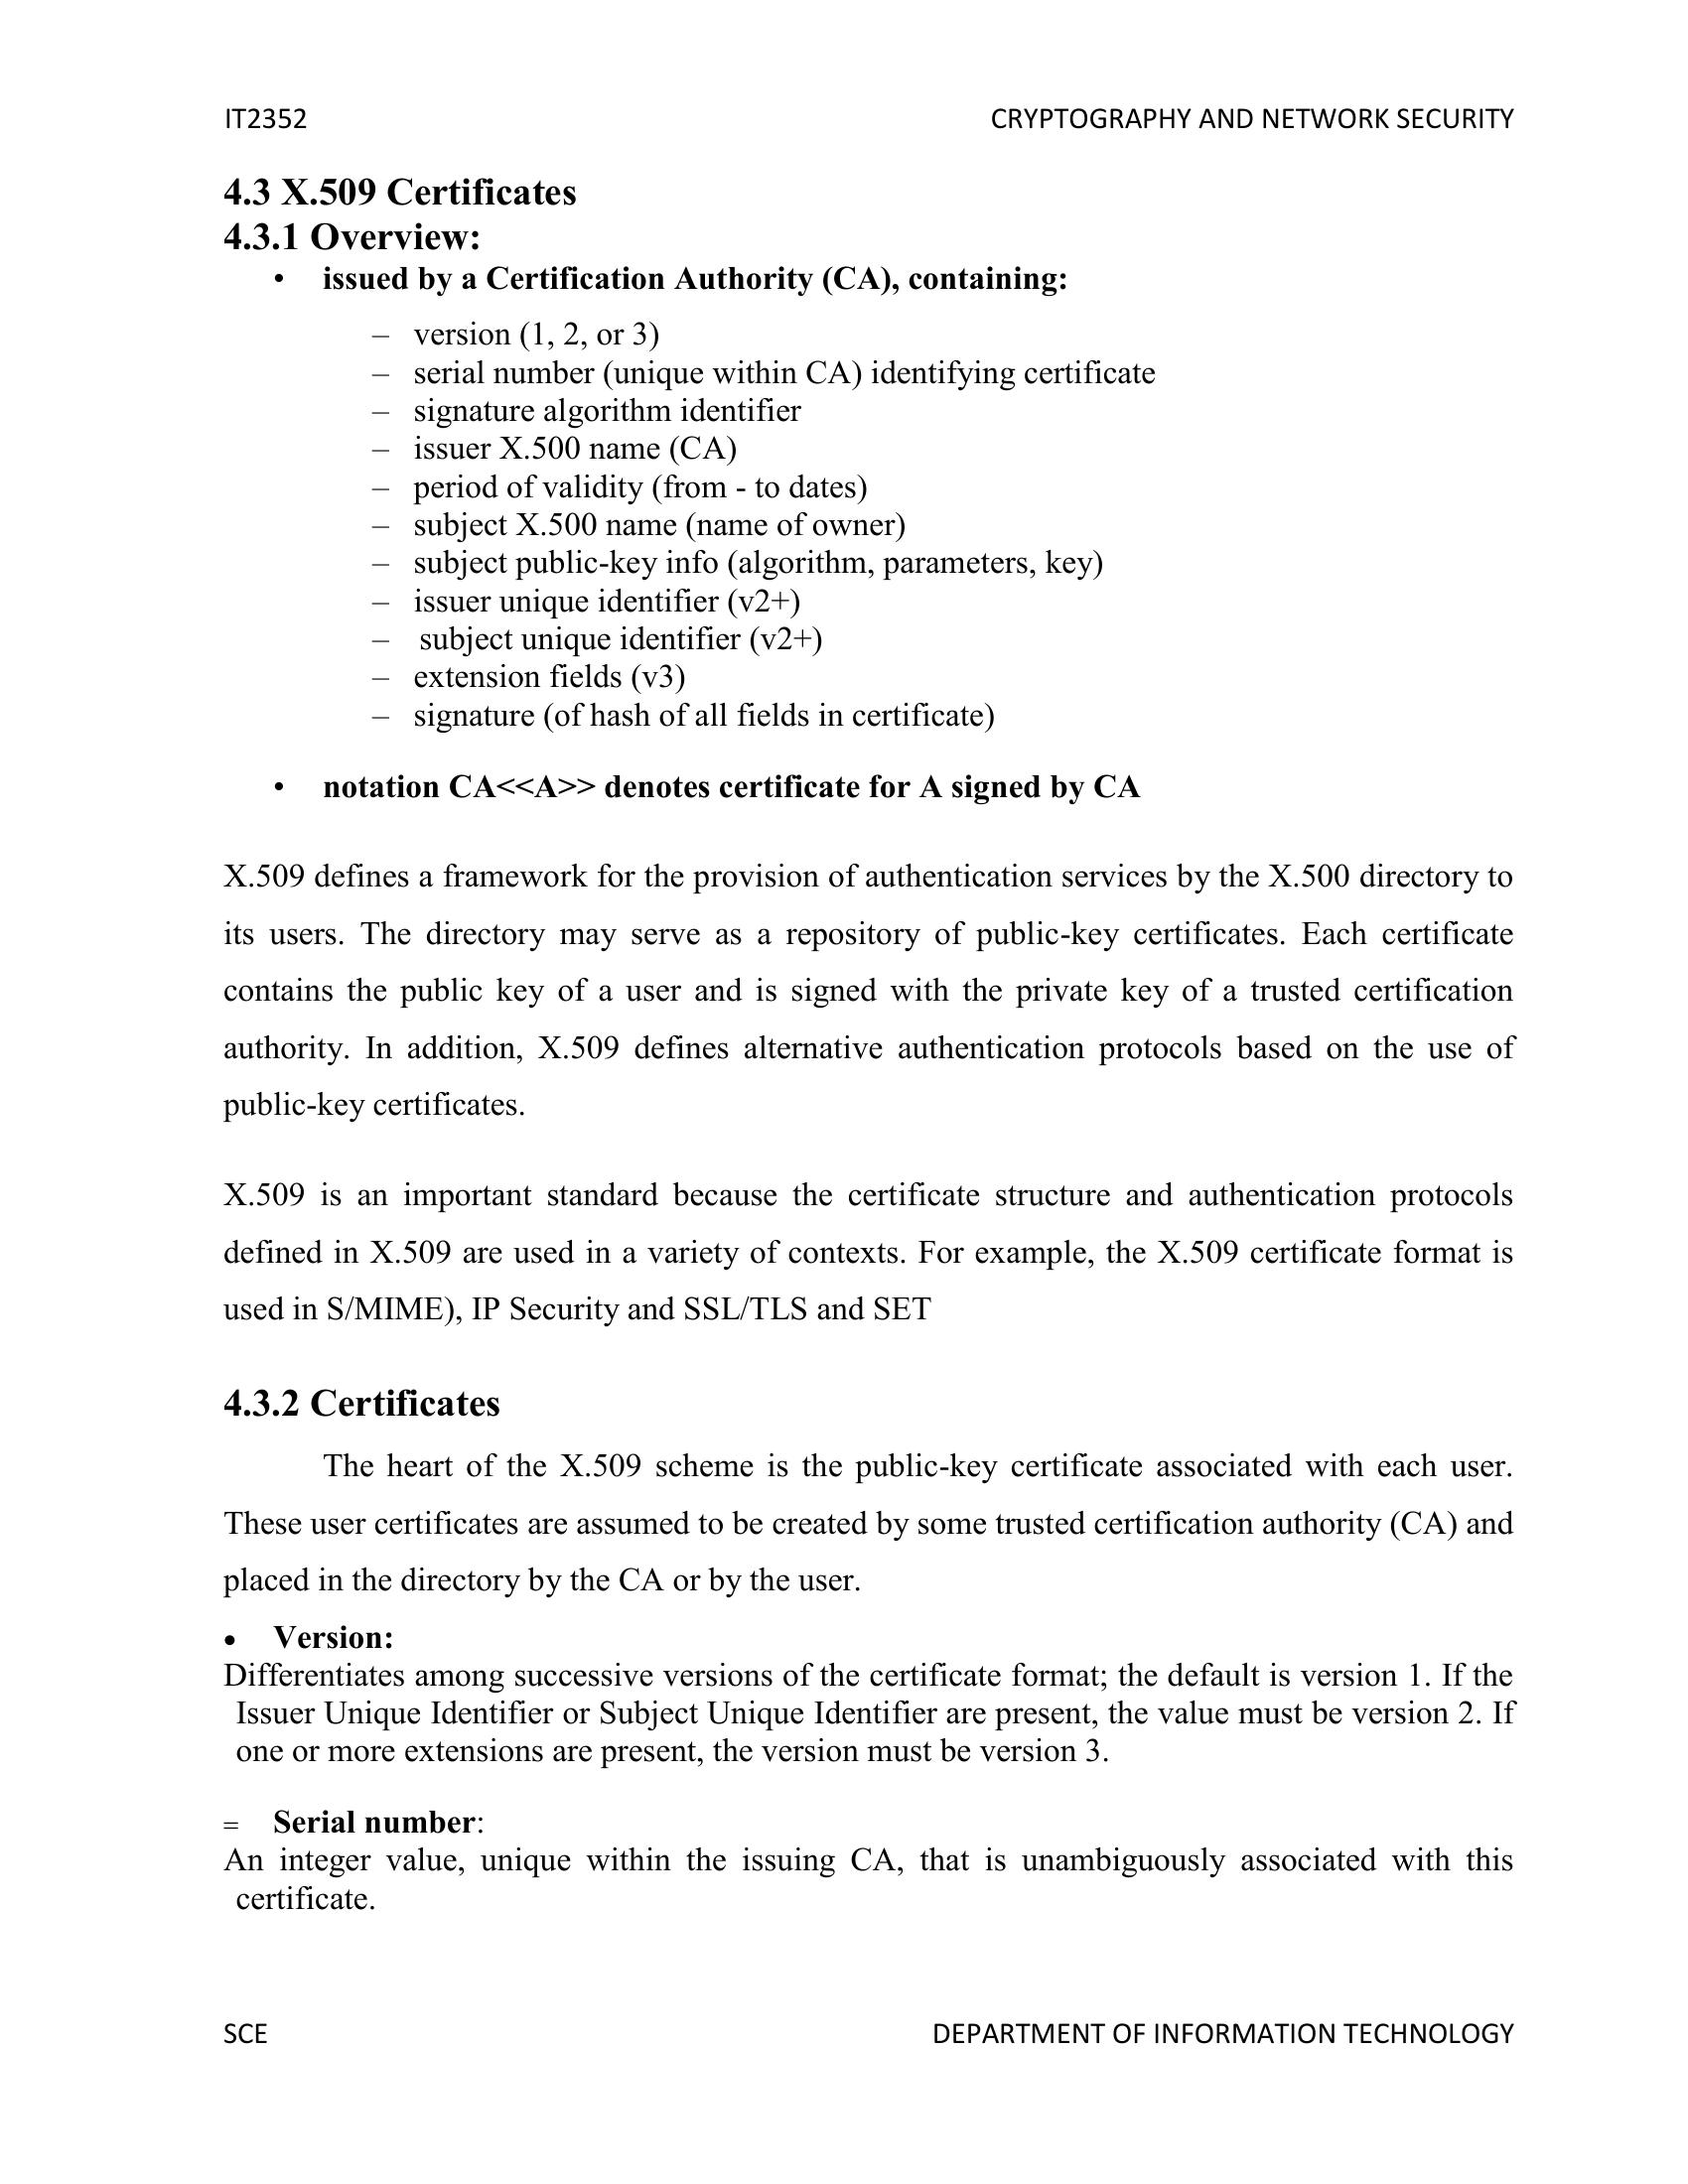 IT2352 CRYPTOGRAPHY AND NETWORK SECURITY
4.3 X.509 Certificates
4.3.1 Overview:
• issued by a Certification Authority (CA), containing:
– version (1, 2, or 3)
– serial number (unique within CA) identifying certificate
– signature algorithm identifier
– issuer X.500 name (CA)
– period of validity (from - to dates)
– subject X.500 name (name of owner)
– subject public-key info (algorithm, parameters, key)
– issuer unique identifier (v2+)
– subject unique identifier (v2+)
– extension fields (v3)
– signature (of hash of all fields in certificate)
• notation CA<<A>> denotes certificate for A signed by CA
X.509 defines a framework for the provision of authentication services by the X.500 directory to
its users. The directory may serve as a repository of public-key certificates. Each certificate
contains the public key of a user and is signed with the private key of a trusted certification
authority. In addition, X.509 defines alternative authentication protocols based on the use of
public-key certificates.
X.509 is an important standard because the certificate structure and authentication protocols
defined in X.509 are used in a variety of contexts. For example, the X.509 certificate format is
used in S/MIME), IP Security and SSL/TLS and SET
4.3.2 Certificates
The heart of the X.509 scheme is the public-key certificate associated with each user.
These user certificates are assumed to be created by some trusted certification authority (CA) and
placed in the directory by the CA or by the user.
• Version:
Differentiates among successive versions of the certificate format; the default is version 1. If the
Issuer Unique Identifier or Subject Unique Identifier are present, the value must be version 2. If
one or more extensions are present, the version must be version 3.
= Serial number:
An integer value, unique within the issuing CA, that is unambiguously associated with this
certificate.
SCE DEPARTMENT OF INFORMATION TECHNOLOGY